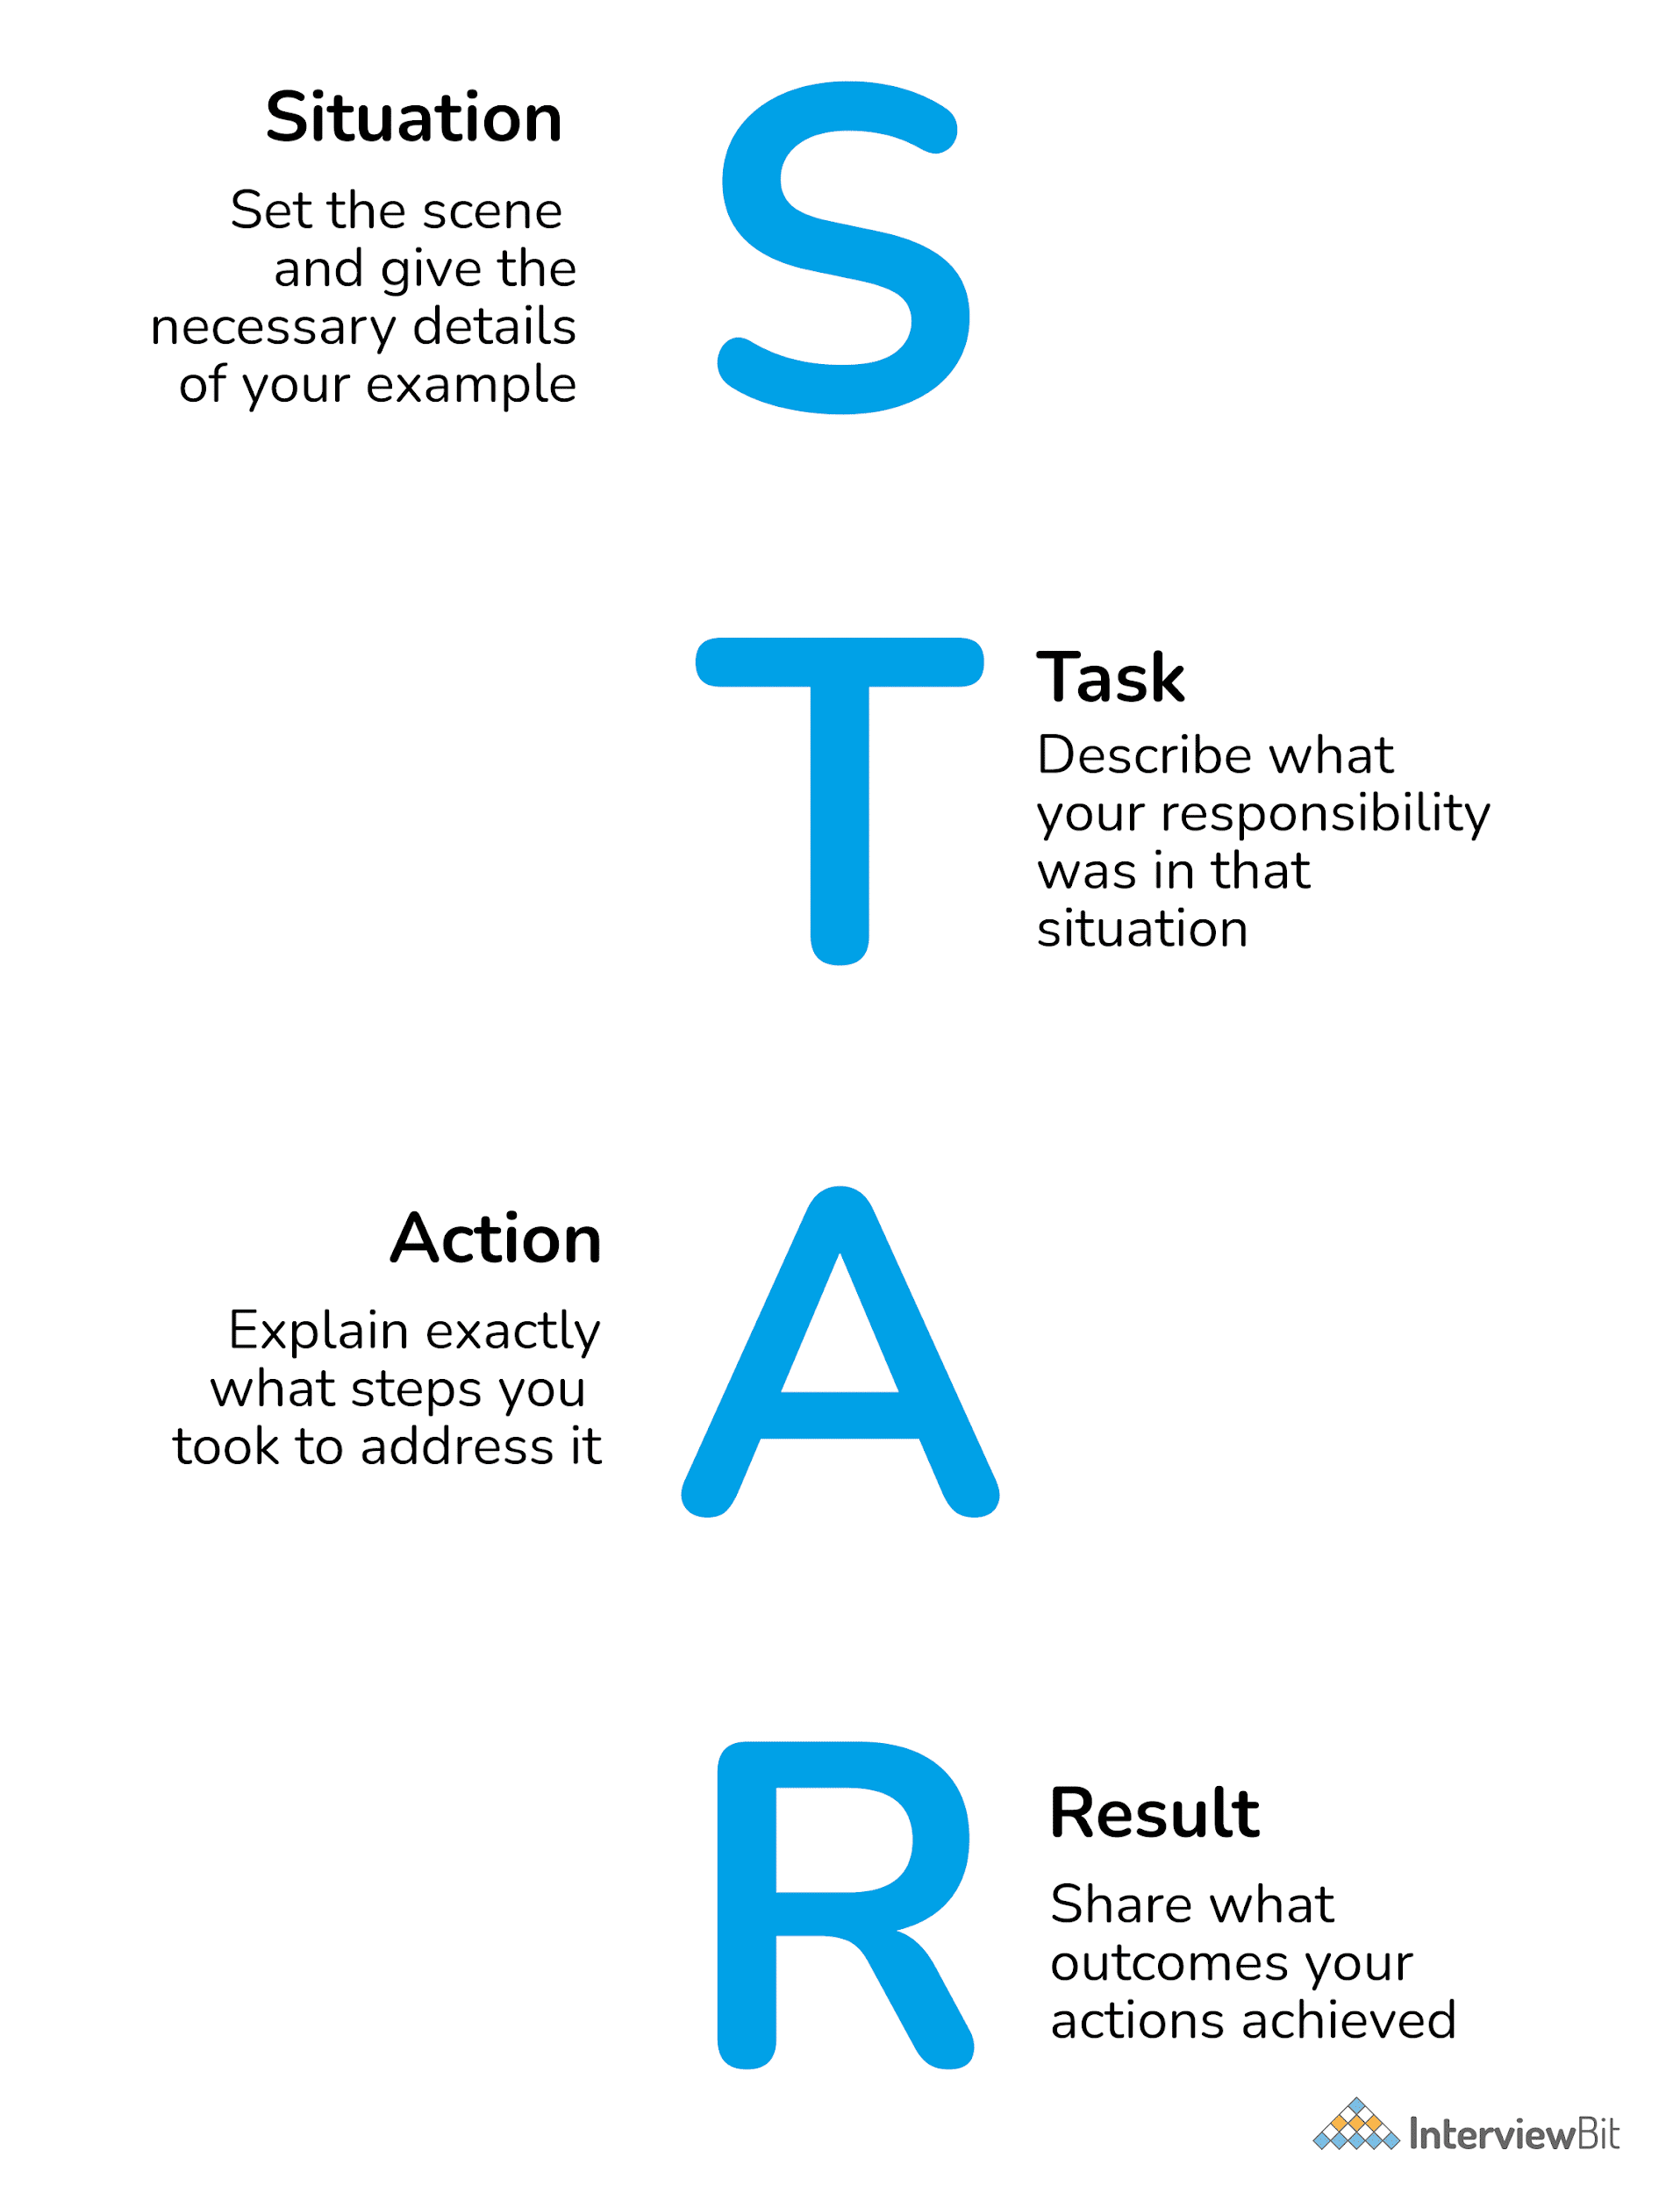 Situation
Set the scene
and give the
necessary details
of your example
S
T
Task
Describe what
your responsibility
was in that
situation
Action
Explain exactly
what steps you
took to address it
A
R
Result
Share what
outcomes your
actions achieved
InterviewBit